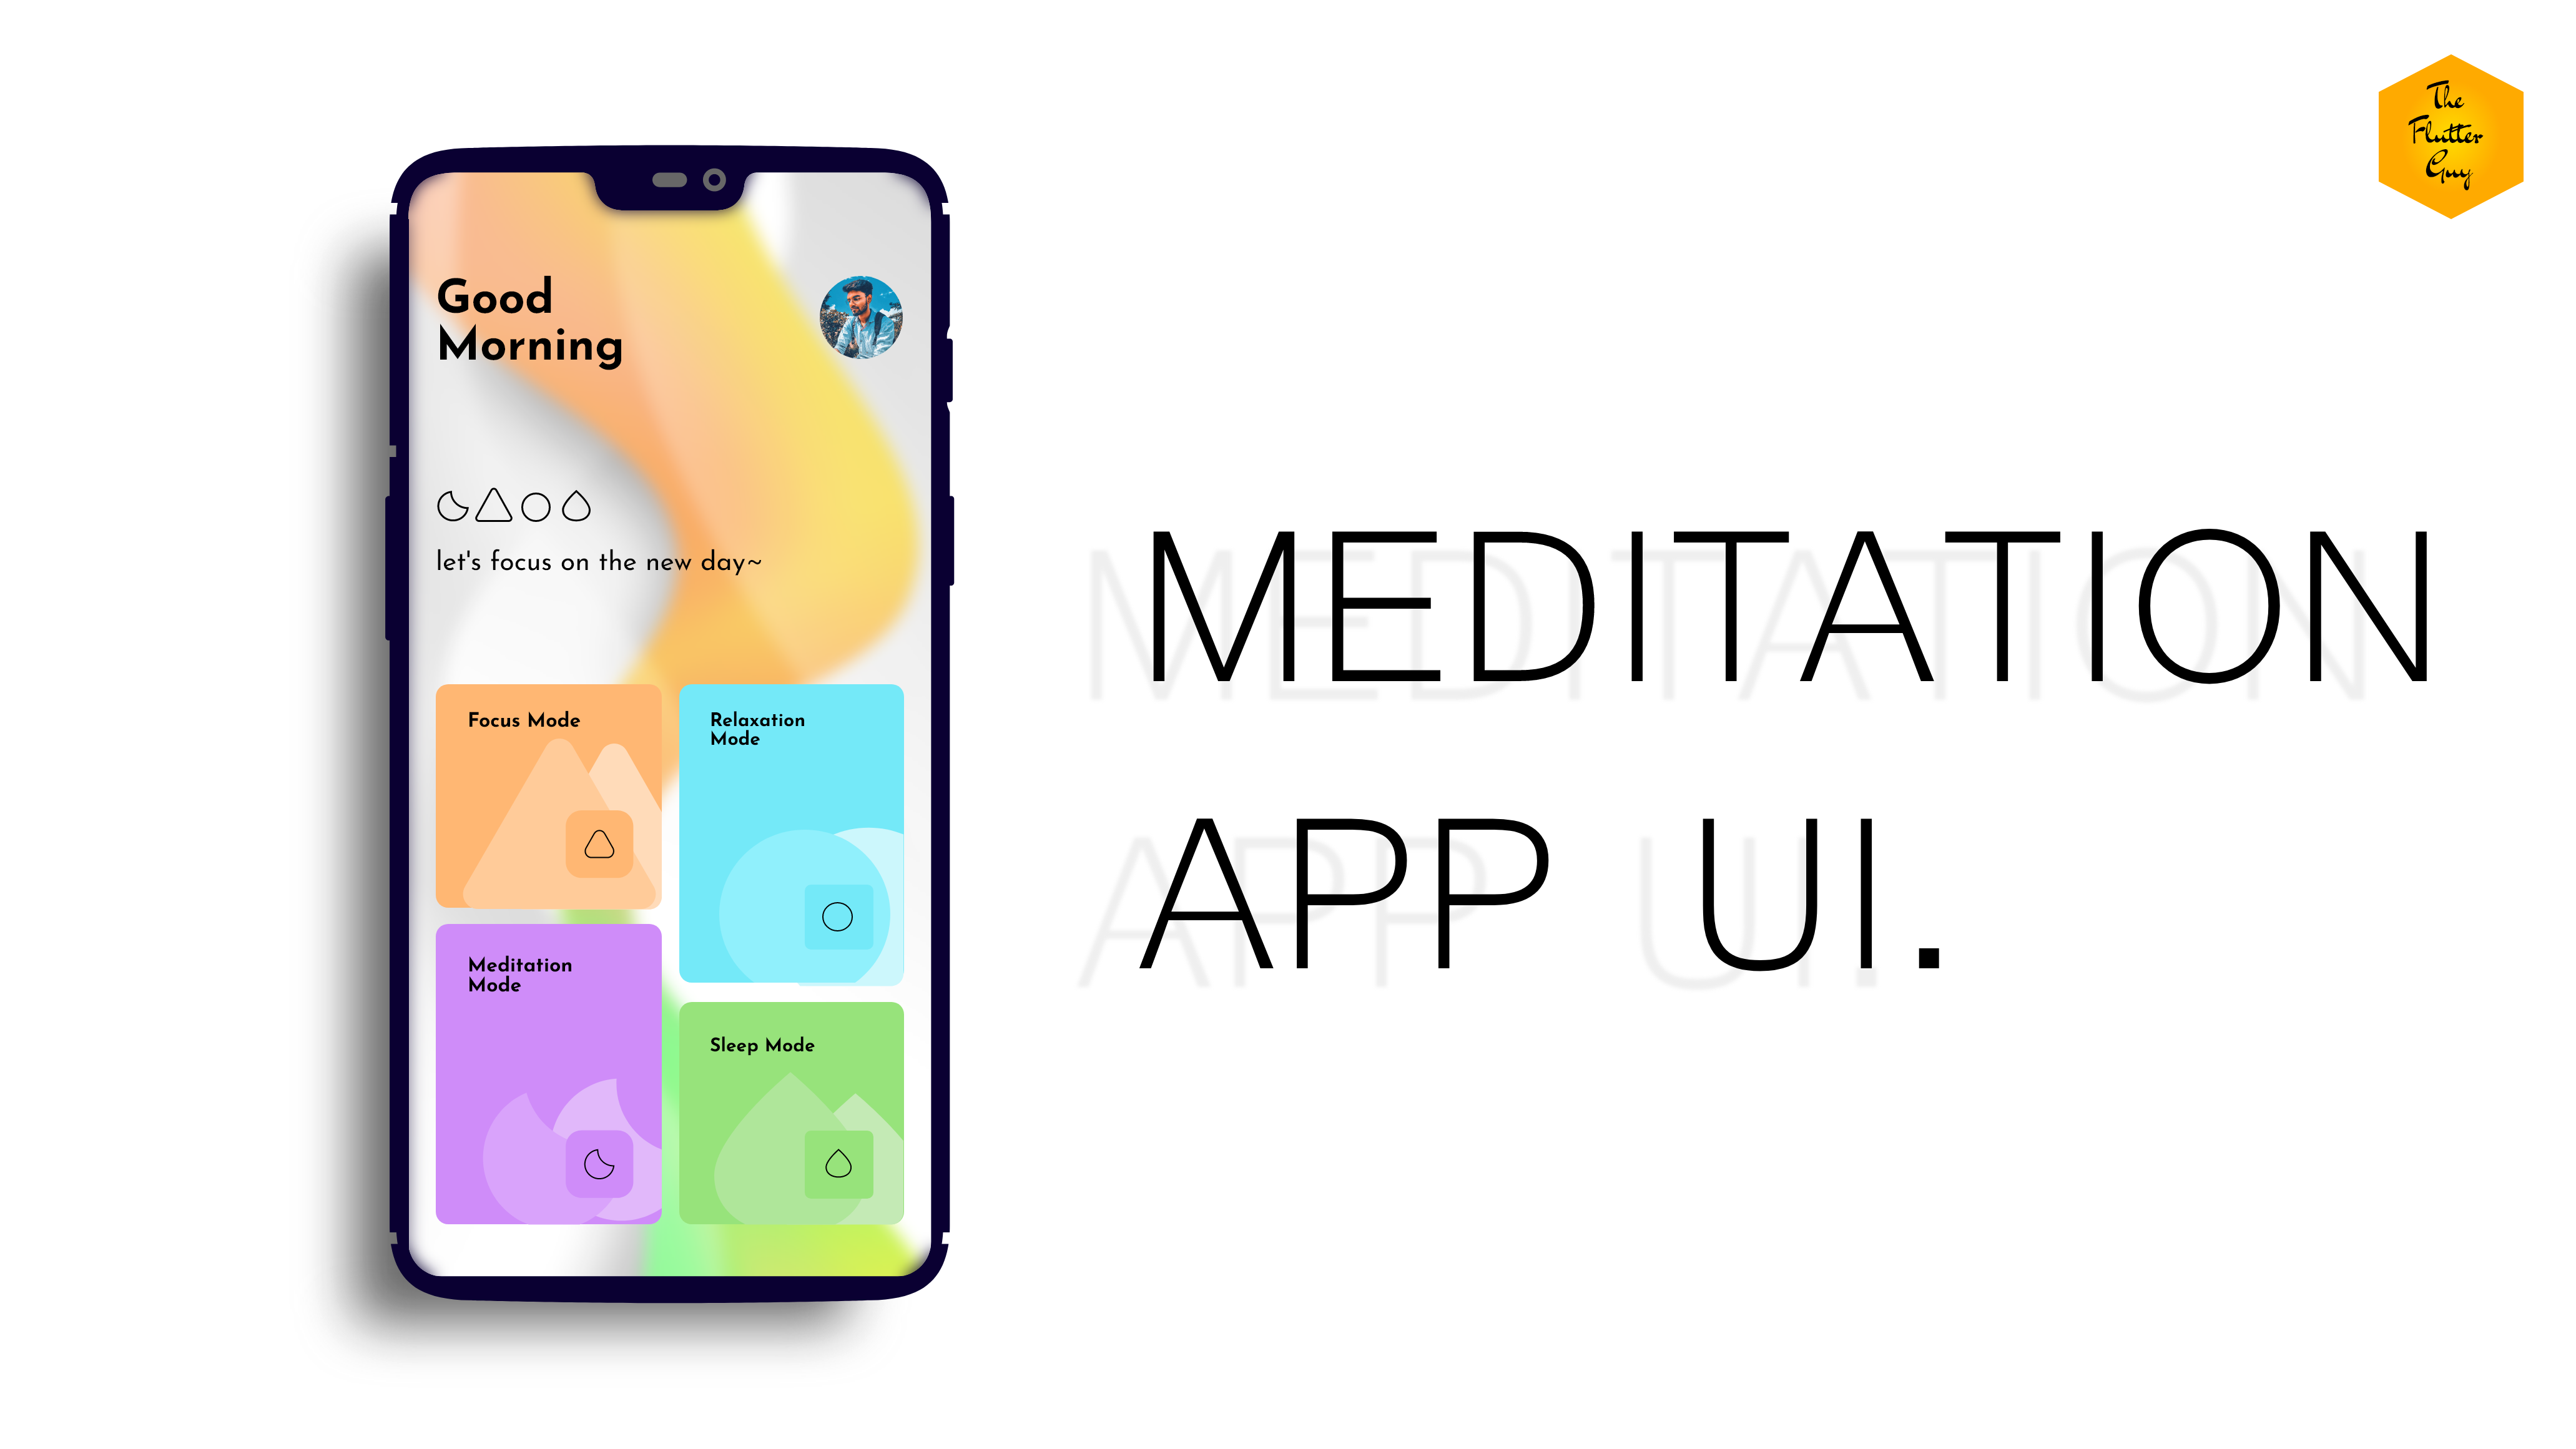 The
Flutter
Guy
Good
Morning
let's focus on the new day~
Focus Mode
Relaxation
Mode
Meditation
Mode
Sleep Mode
MEDITATION
APP UI.